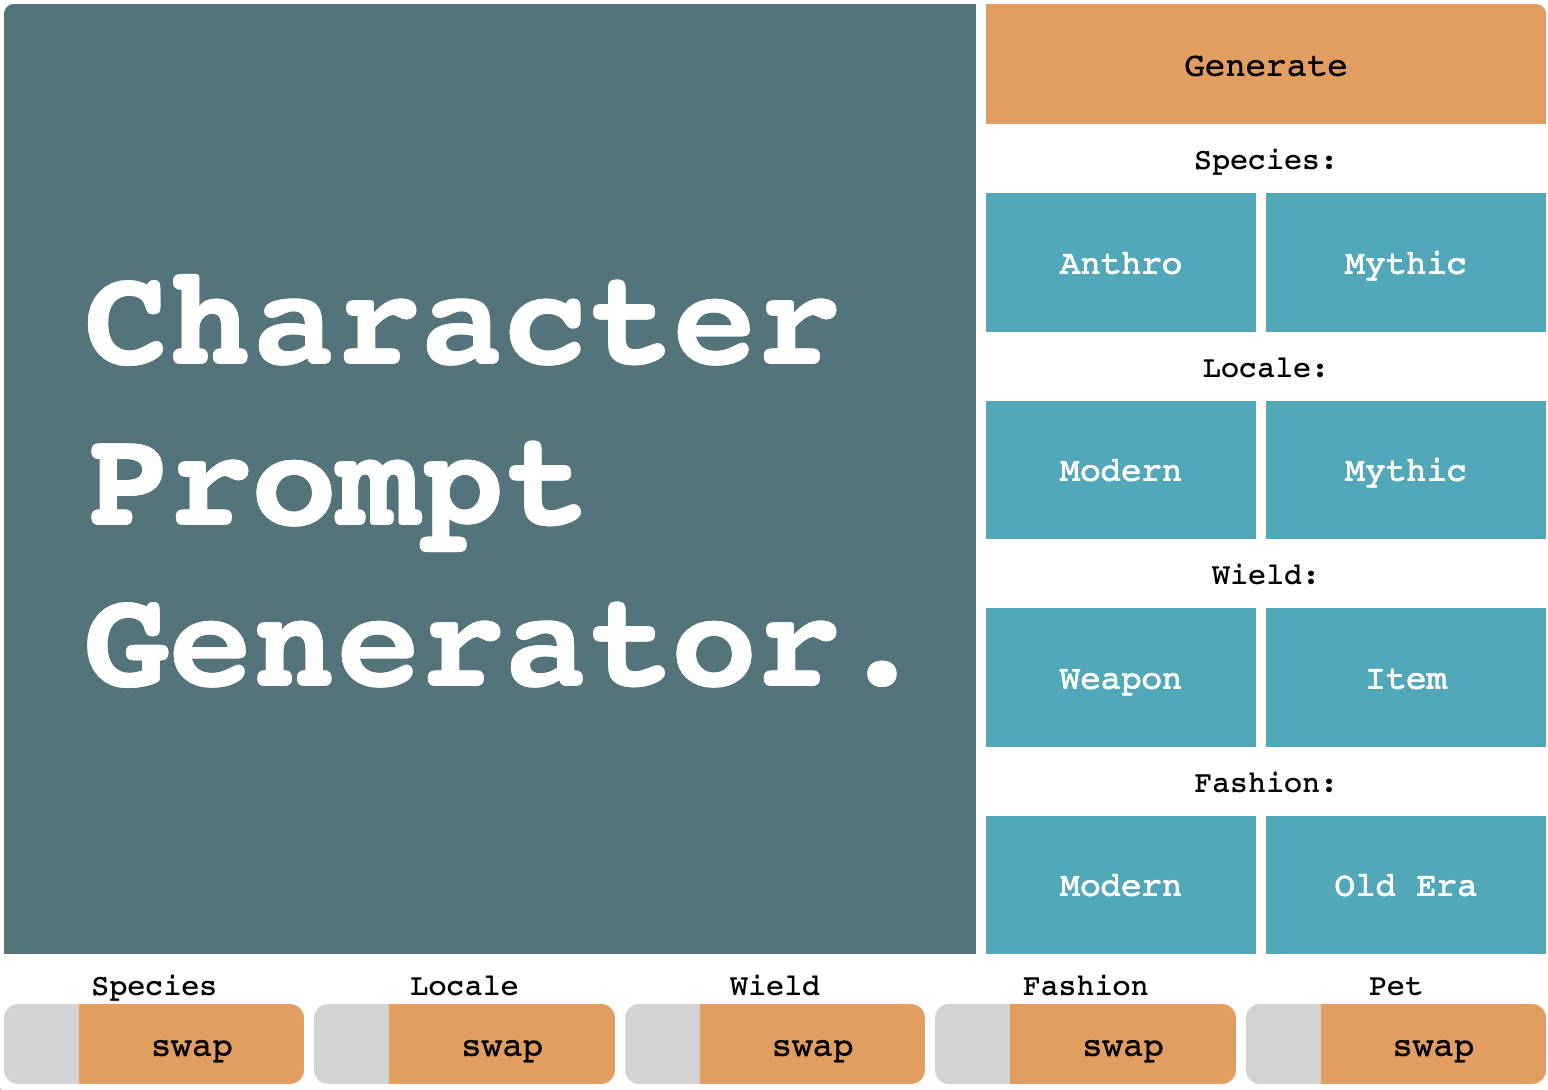 Character
Prompt
Generator.
Generate
Species:
Anthro Mythic
Locale:
Modern Mythic
Wield:
Weapon Item
Fashion:
Modern Old Era
Species Locale Wield Fashion Pet
swap swap swap swap swap